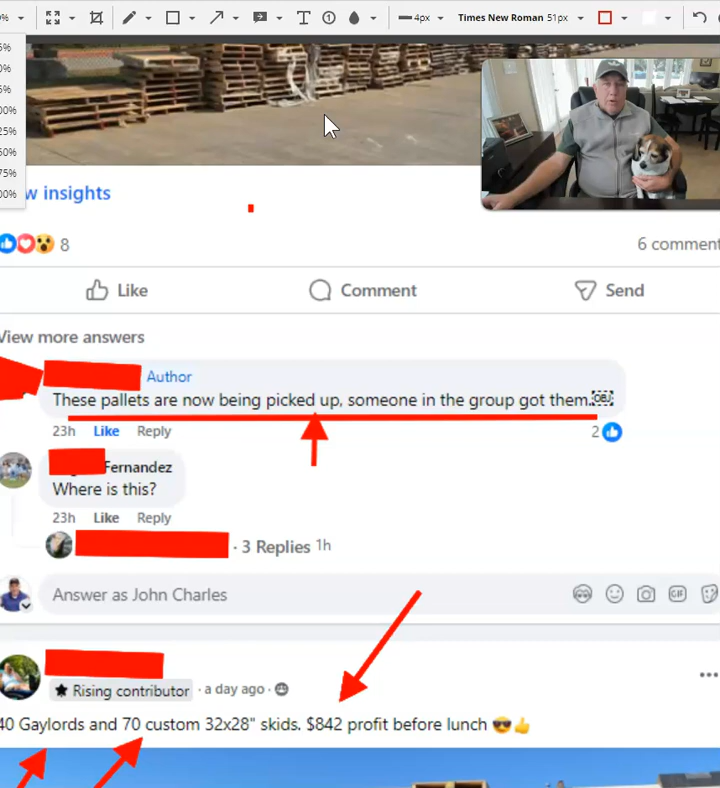 4px
Times New Roman 51px
insights
8
6 comment
Like
Comment
Send
View more answers
Author
These pallets are now being picked up, someone in the group got them. OBJ
23h Like Reply
2
Fernandez
Where is this?
23h Like Reply
· 3 Replies 1h
Answer as John Charles
GIF
Rising contributor · a day ago ·
40 Gaylords and 70 custom 32x28" skids. $842 profit before lunch 😎👍